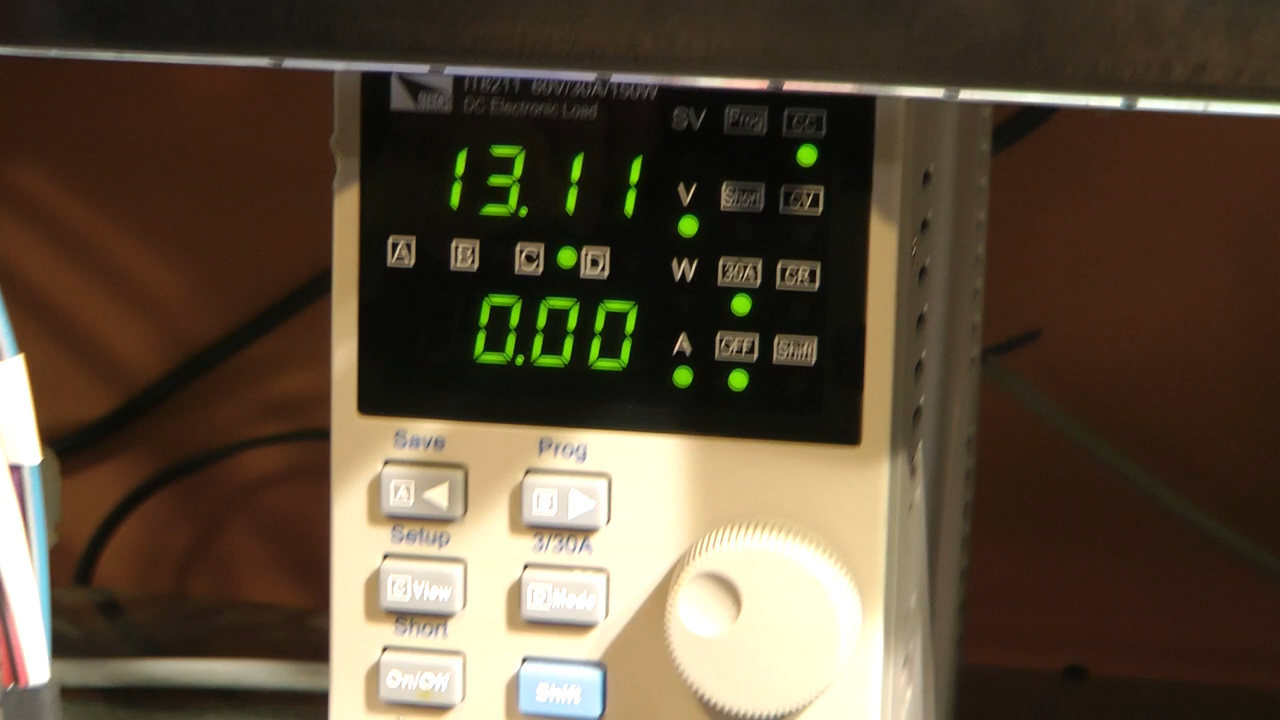 IT8211 60V/30A/150W
DC Electronic Load
SV Prog CC
13.11
V Short CV
A B C D
W 30A CR
0.00
A OFF Shift
Save Prog
A B
Setup 3/30A
C View D Mode
Short
On/Off Shift